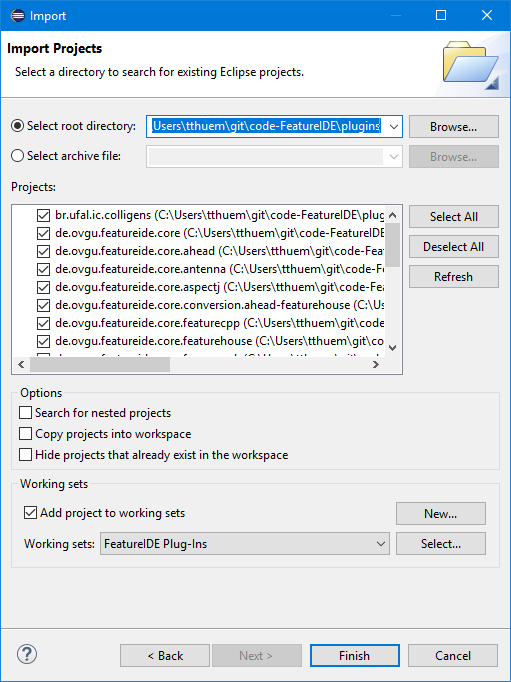 Import
Import Projects
Select a directory to search for existing Eclipse projects.
Select root directory: Users\tthuem\git\code-FeatureIDE\plugins Browse...
Select archive file: Browse...
Projects:
br.ufal.ic.colligens (C:\Users\tthuem\git\code-FeatureIDE\plug
Select All
de.ovgu.featureide.core (C:\Users\tthuem\git\code-FeatureIDE
de.ovgu.featureide.core.ahead (C:\Users\tthuem\git\code-Fea
Deselect All
de.ovgu.featureide.core.antenna (C:\Users\tthuem\git\code-F
de.ovgu.featureide.core.aspectj (C:\Users\tthuem\git\code-Fe
Refresh
de.ovgu.featureide.core.conversion.ahead-featurehouse (C:\Us
de.ovgu.featureide.core.featurecpp (C:\Users\tthuem\git\code
de.ovgu.featureide.core.featurehouse (C:\Users\tthuem\git\co
Options
Search for nested projects
Copy projects into workspace
Hide projects that already exist in the workspace
Working sets
Add project to working sets New...
Working sets: FeatureIDE Plug-Ins Select...
? < Back Next > Finish Cancel